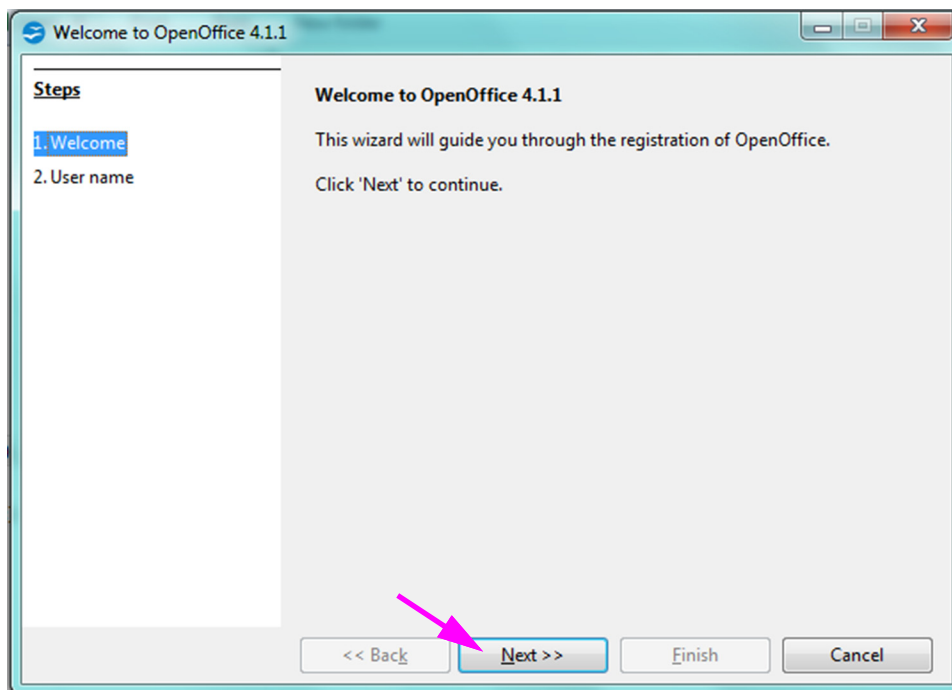 Welcome to OpenOffice 4.1.1
Steps
1. Welcome
2. User name
Welcome to OpenOffice 4.1.1
This wizard will guide you through the registration of OpenOffice.
Click 'Next' to continue.
<< Back
Next >>
Finish
Cancel